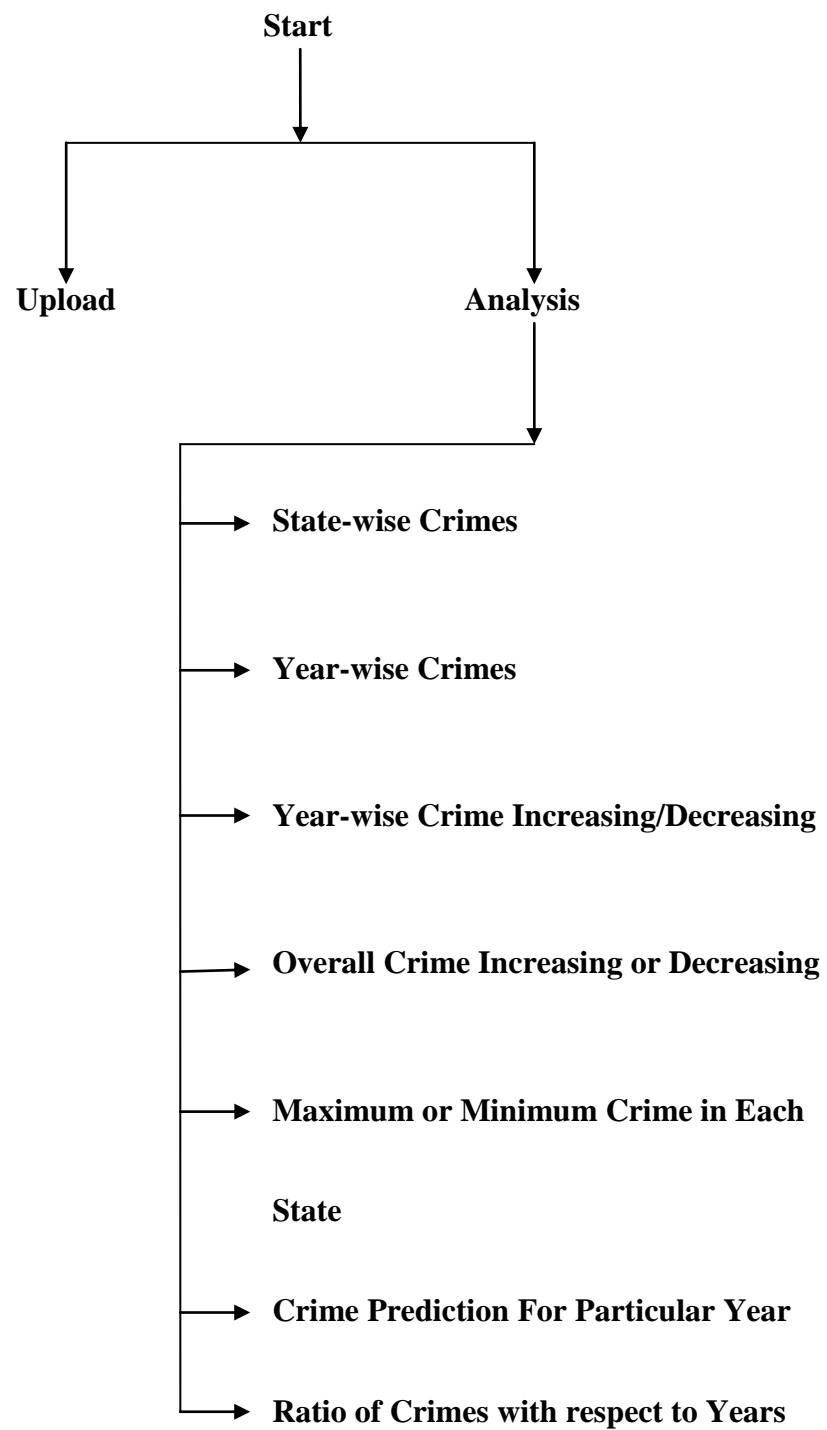 Start
Upload
Analysis
State-wise Crimes
Year-wise Crimes
Year-wise Crime Increasing/Decreasing
Overall Crime Increasing or Decreasing
Maximum or Minimum Crime in Each
State
Crime Prediction For Particular Year
Ratio of Crimes with respect to Years